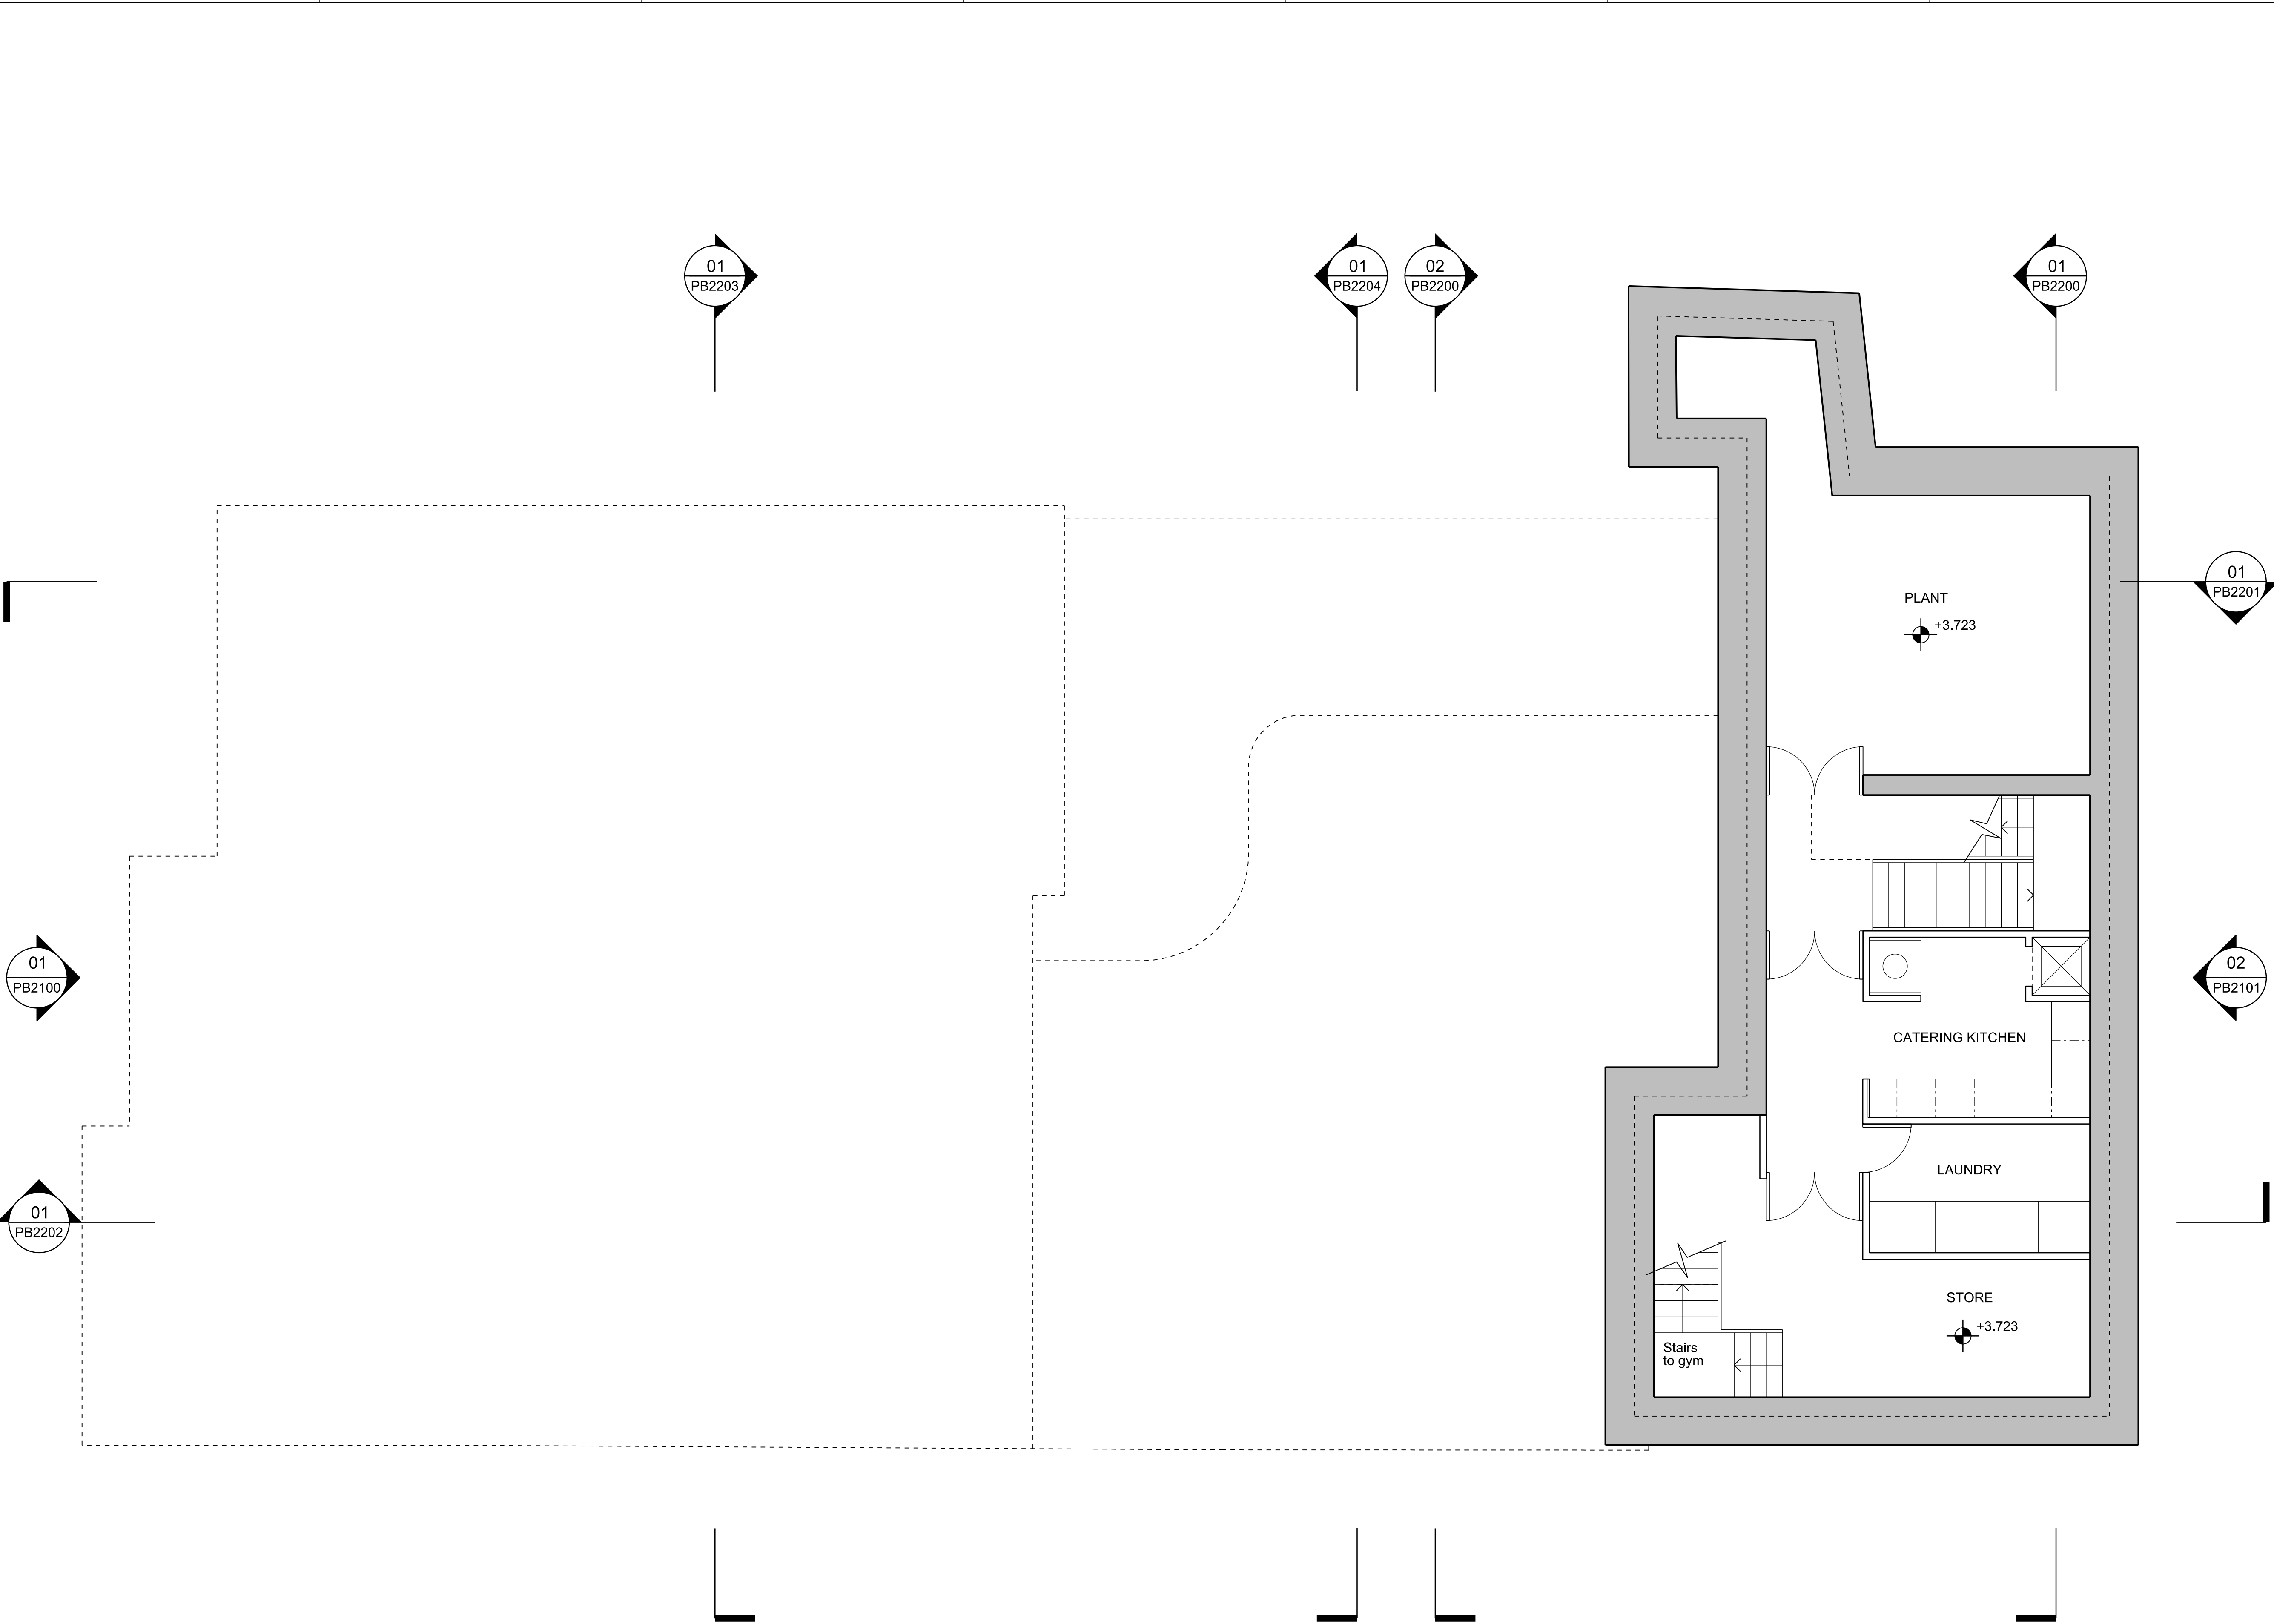 01
PB2203
01
PB2204
02
PB2200
01
PB2200
01
PB2201
PLANT
+3.723
01
PB2100
02
PB2101
CATERING KITCHEN
LAUNDRY
01
PB2202
STORE
+3.723
Stairs
to gym